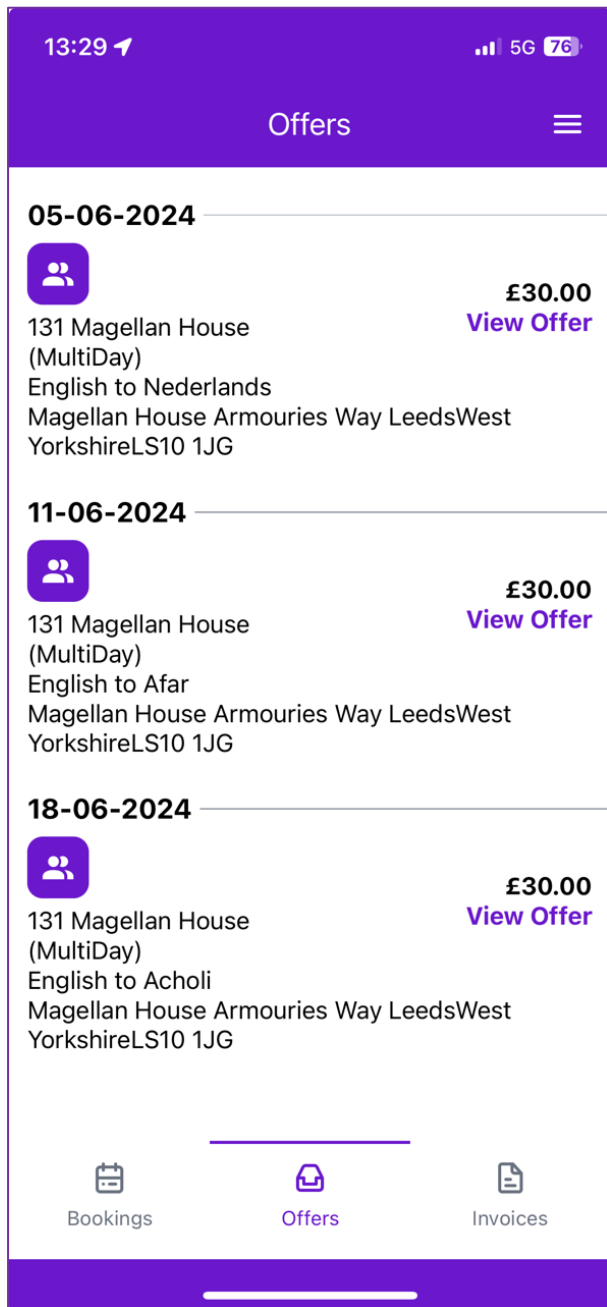 13:29
5G 76
Offers
05-06-2024
£30.00
View Offer
131 Magellan House
(MultiDay)
English to Nederlands
Magellan House Armouries Way LeedsWest
YorkshireLS10 1JG
11-06-2024
£30.00
View Offer
131 Magellan House
(MultiDay)
English to Afar
Magellan House Armouries Way LeedsWest
YorkshireLS10 1JG
18-06-2024
£30.00
View Offer
131 Magellan House
(MultiDay)
English to Acholi
Magellan House Armouries Way LeedsWest
YorkshireLS10 1JG
Bookings
Offers
Invoices